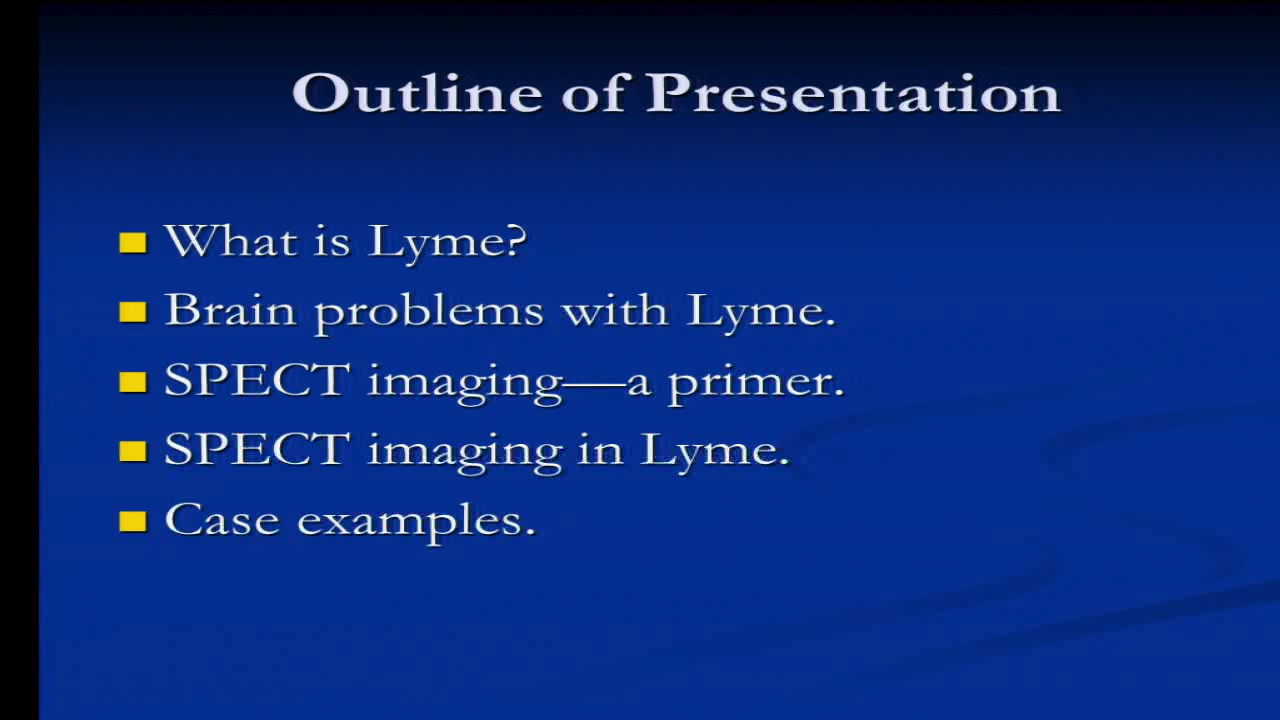 Outline of Presentation
What is Lyme?
Brain problems with Lyme.
SPECT imaging—a primer.
SPECT imaging in Lyme.
Case examples.